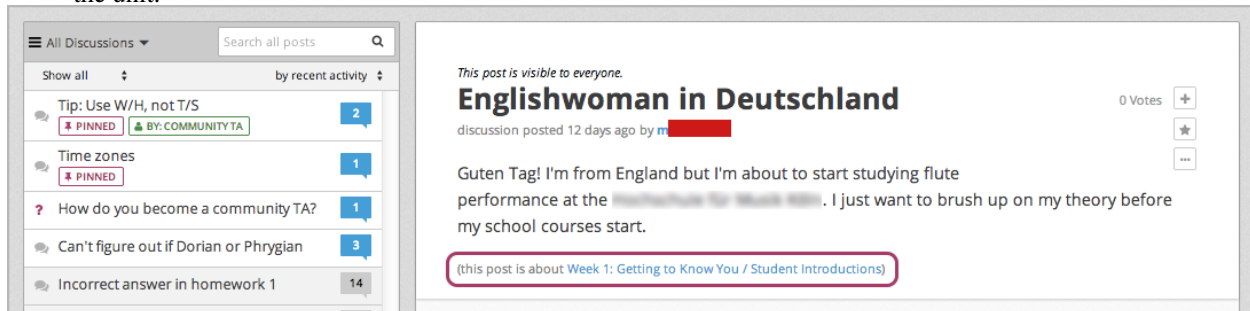 the unit.
All Discussions
Search all posts
Show all
by recent activity
Tip: Use W/H, not T/S
2
PINNED
BY: COMMUNITY TA
Time zones
1
PINNED
? How do you become a community TA?
1
Can't figure out if Dorian or Phrygian
3
Incorrect answer in homework 1
14
This post is visible to everyone.
Englishwoman in Deutschland
0 Votes +
discussion posted 12 days ago by m
...
Guten Tag! I'm from England but I'm about to start studying flute
performance at the . I just want to brush up on my theory before
my school courses start.
(this post is about Week 1: Getting to Know You / Student Introductions)